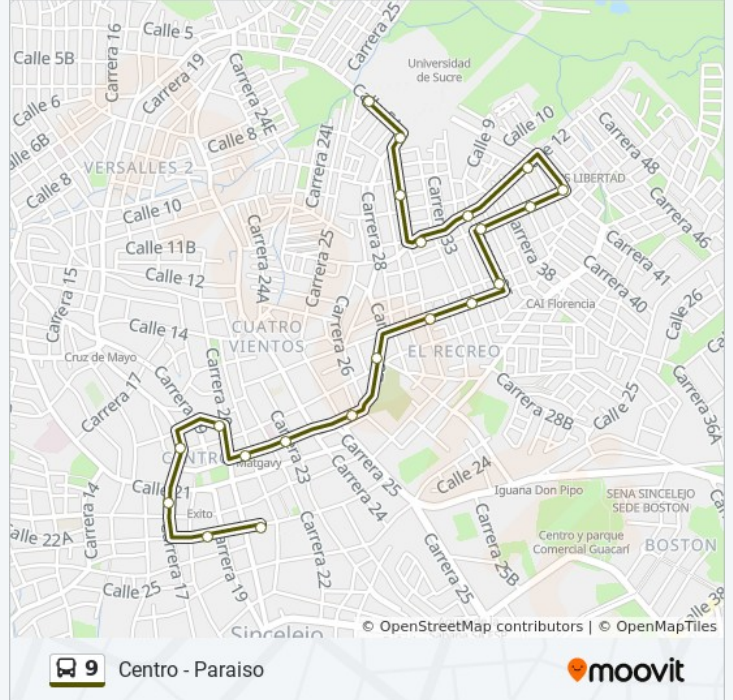 Calle 5
Carrera 25
Carrera 16
Calle 5B
Carrera 19
Carrera 24E
Universidad
de Sucre
Calle 6
Calle 8
Carrera 24I
Calle 9
Calle 10
Carrera 48
VERSALLES 2
LIBERTAD
Calle 8
Calle 10
Carrera 28
Carrera 46
Calle 11B
Carrera 25
Carrera 38
Carrera 41
Calle 12
Carrera 24A
Carrera 40
Carrera 15
CAI Florencia
Calle 26
Calle 14
CUATRO
VIENTOS
Carrera 26
EL RECREO
Cruz de Mayo
Carrera 17
Carrera 28B
Calle 25
Carrera 36A
CENTRO
Matgavy
Carrera 23
Carrera 25
Calle 24
Calle 21
Iguana Don Pipo
SENA SINCELEJO
SEDE BOSTON
Carrera 14
Exito
Carrera 24
Calle 22A
Carrera 22
Carrera 25B
Centro y parque
Comercial Guacarí
BOSTON
Carrera 17
Carrera 19
Carrera 25
Calle 25
Calle 38
Sincelejo
© OpenStreetMap contributors | © OpenMapTiles
9 Centro - Paraiso
moovit